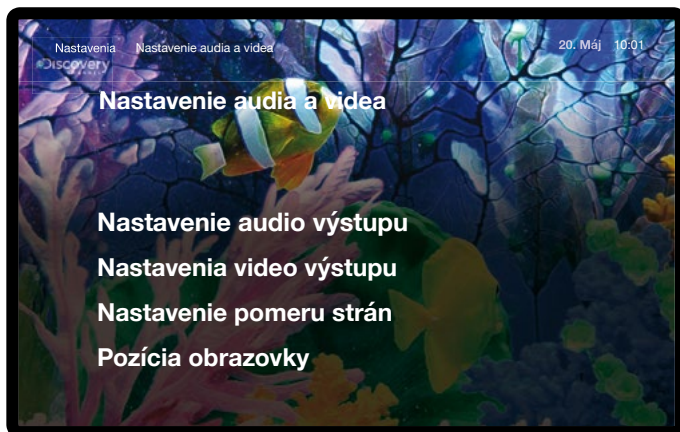 Nastavenia Nastavenie audia a videa 20. Máj 10:01
Discovery
Nastavenie audia a videa
Nastavenie audio výstupu
Nastavenia video výstupu
Nastavenie pomeru strán
Pozícia obrazovky